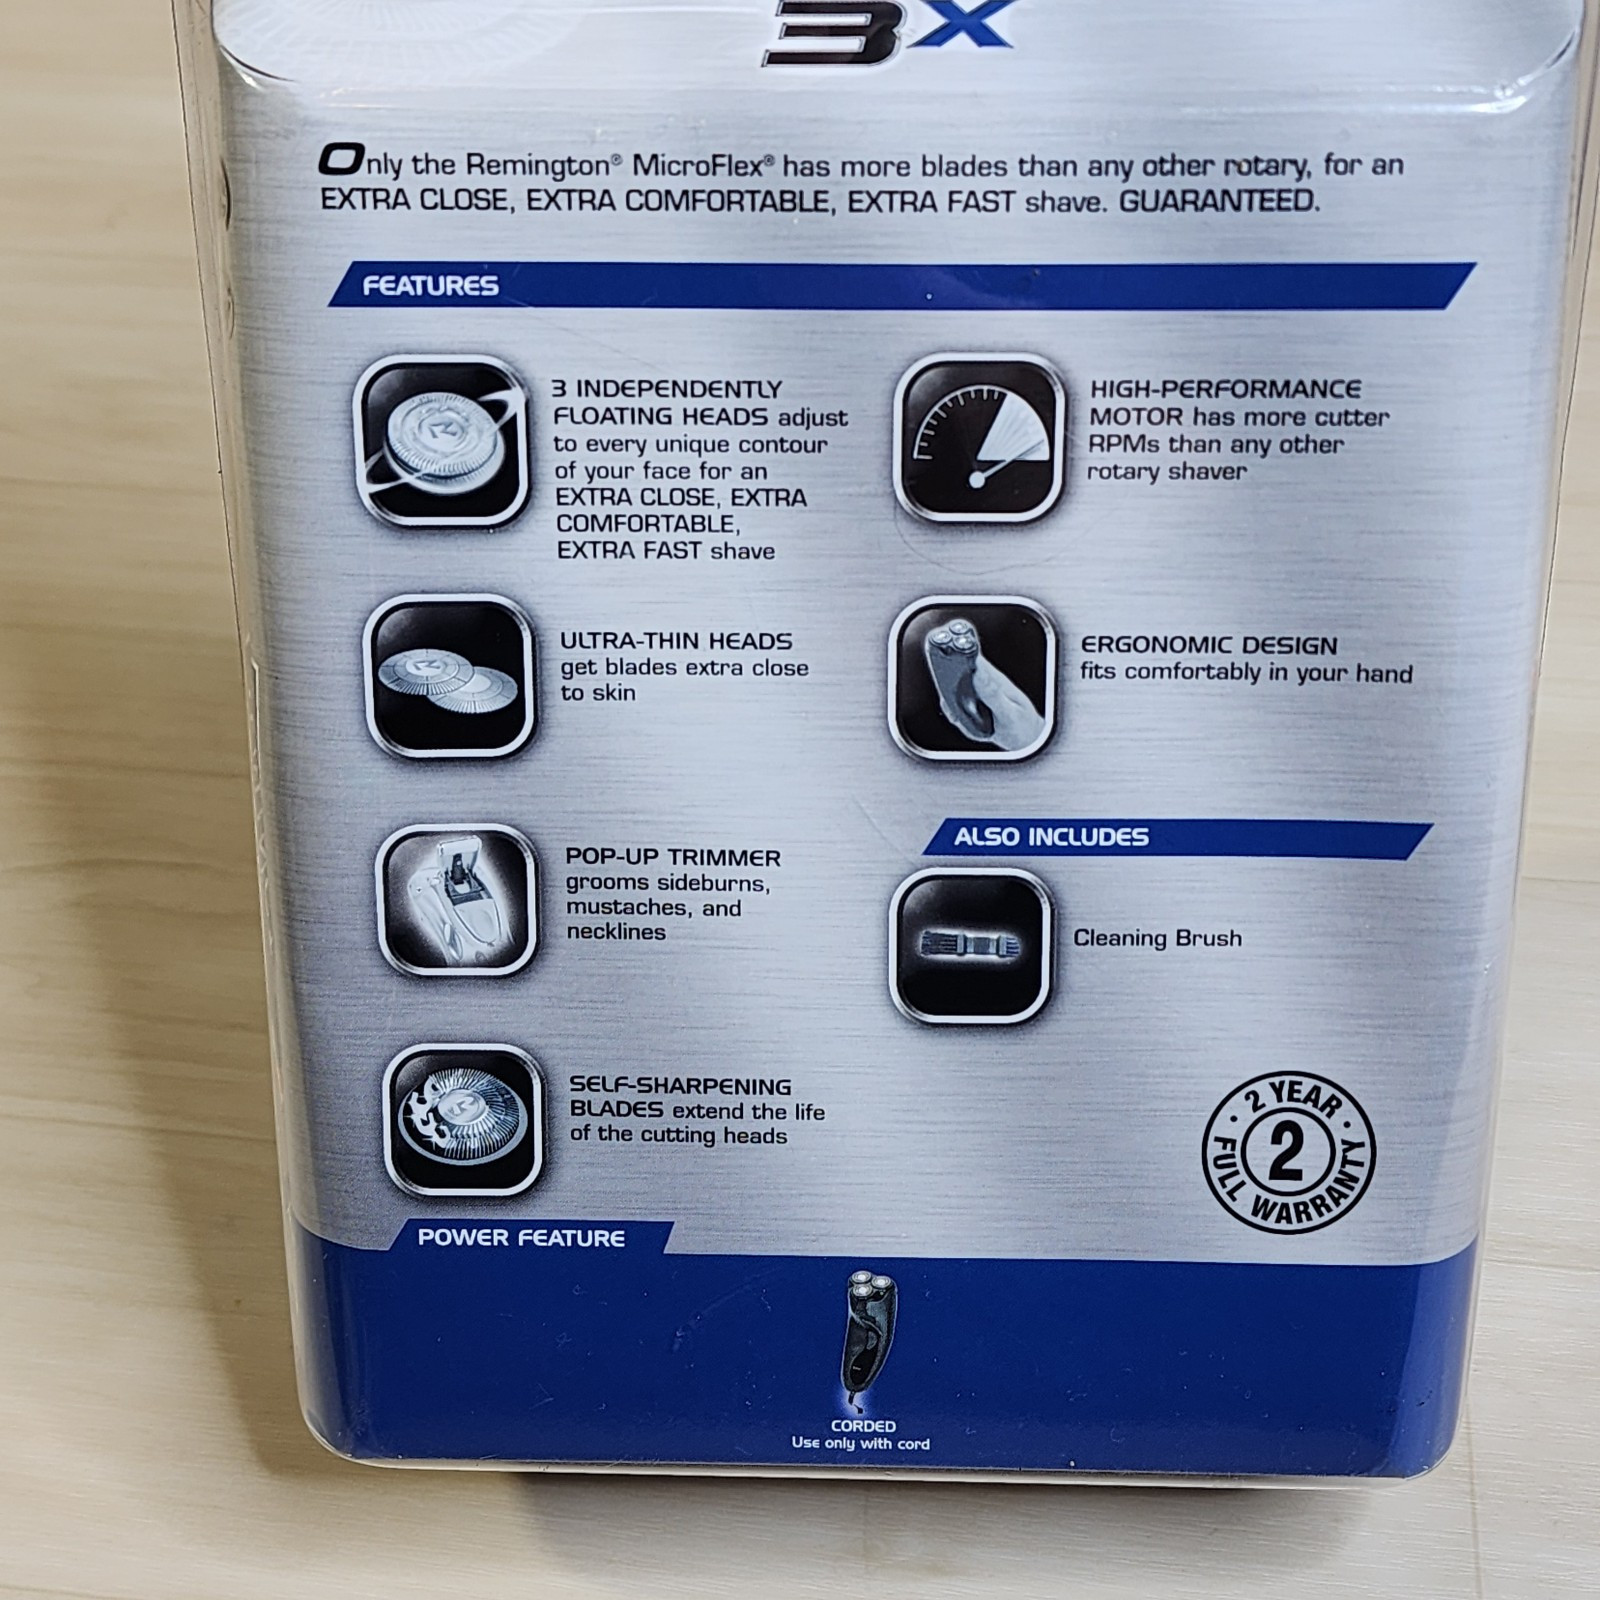 3X
Only the Remington® MicroFlex® has more blades than any other rotary, for an
EXTRA CLOSE, EXTRA COMFORTABLE, EXTRA FAST shave. GUARANTEED.
FEATURES
3 INDEPENDENTLY
FLOATING HEADS adjust
to every unique contour
of your face for an
EXTRA CLOSE, EXTRA
COMFORTABLE,
EXTRA FAST shave
HIGH-PERFORMANCE
MOTOR has more cutter
RPMs than any other
rotary shaver
ULTRA-THIN HEADS
get blades extra close
to skin
ERGONOMIC DESIGN
fits comfortably in your hand
POP-UP TRIMMER
grooms sideburns,
mustaches, and
necklines
ALSO INCLUDES
Cleaning Brush
SELF-SHARPENING
BLADES extend the life
of the cutting heads
2 YEAR
2
FULL WARRANTY
POWER FEATURE
CORDED
Use only with cord